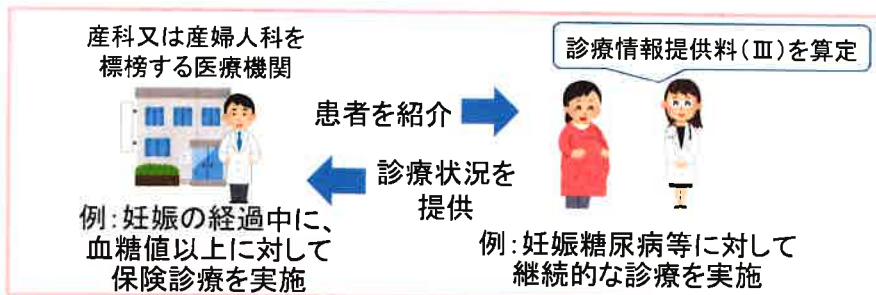 産科又は産婦人科を
標榜する医療機関
診療情報提供料(Ⅲ)を算定
患者を紹介
診療状況を
提供
例:妊娠の経過中に、
血糖値以上に対して
保険診療を実施
例:妊娠糖尿病等に対して
継続的な診療を実施